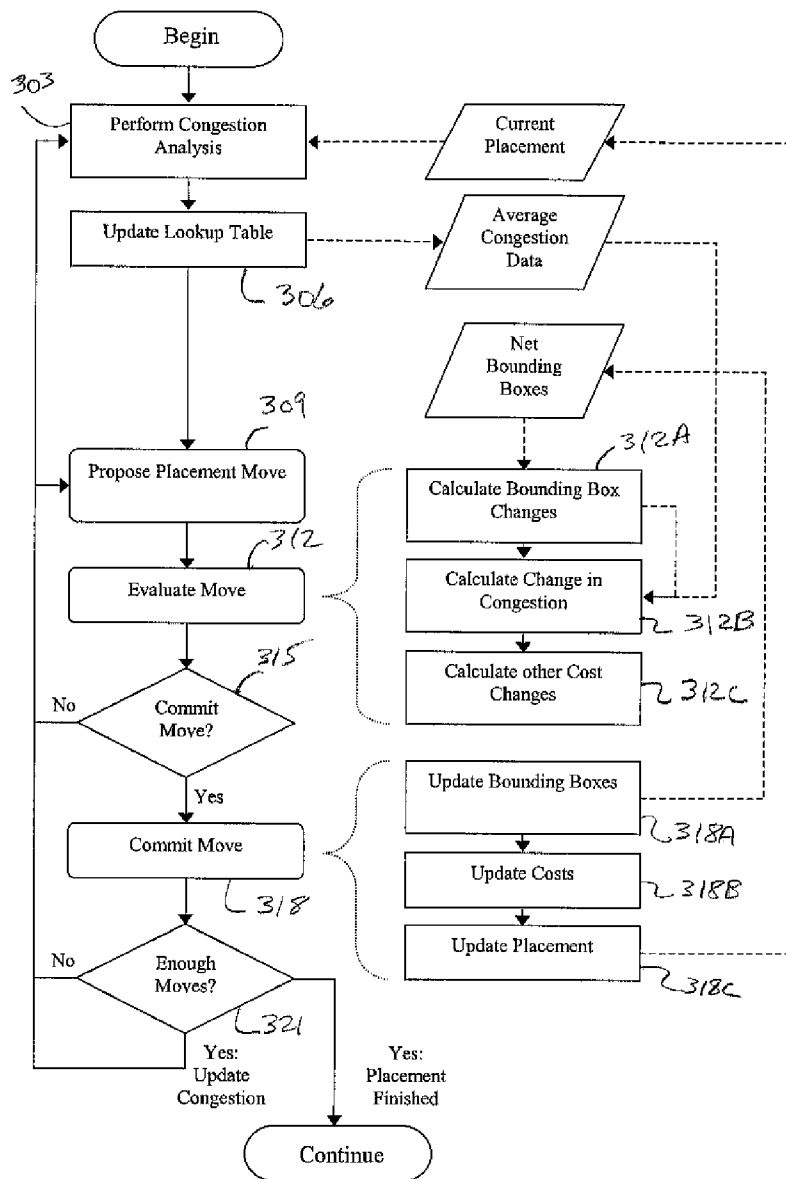 Begin
303
Perform Congestion
Analysis
Current
Placement
Update Lookup Table
306
Average
Congestion
Data
Net
Bounding
Boxes
309
Propose Placement Move
312A
Calculate Bounding Box
Changes
312
Evaluate Move
Calculate Change in
Congestion
312B
315
No
Commit
Move?
Calculate other Cost
Changes
312C
Yes
Update Bounding Boxes
318A
Commit Move
318
Update Costs
318B
No
Enough
Moves?
321
Update Placement
318C
Yes:
Update
Congestion
Yes:
Placement
Finished
Continue